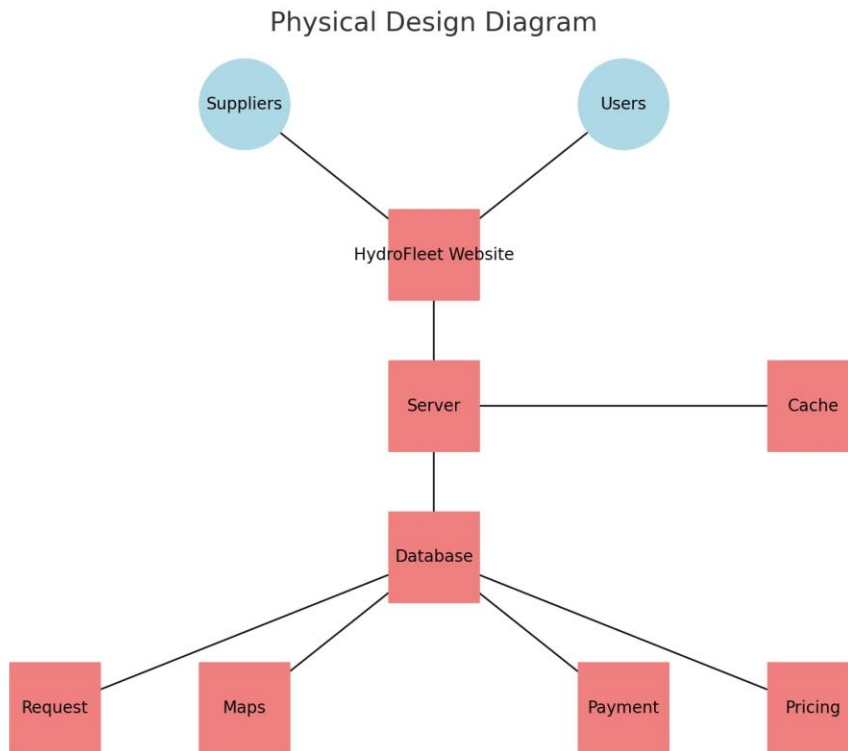 Physical Design Diagram
Suppliers
Users
HydroFleet Website
Server
Cache
Database
Request
Maps
Payment
Pricing